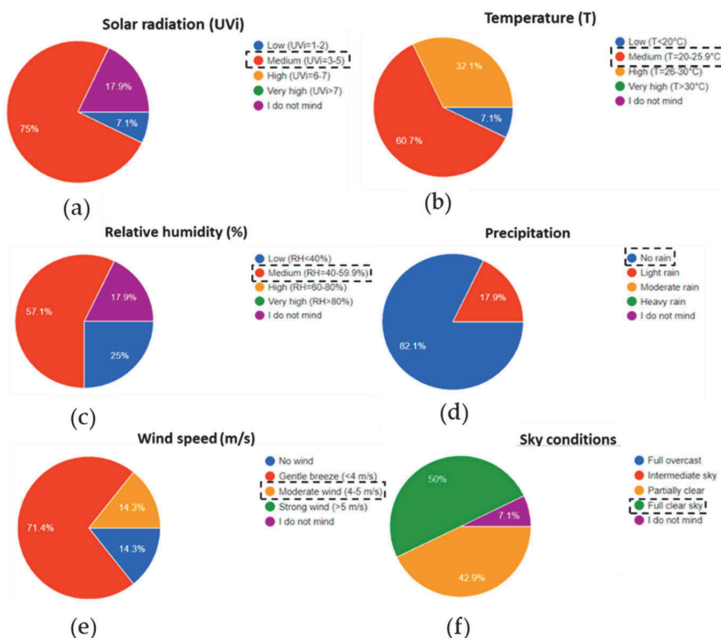 Solar radiation (UVi)
Low (UVi=1-2)
Medium (UVi=3-5)
High (UVi=6-7)
Very high (UVi>7)
I do not mind
17.9%
7.1%
75%
(a)
Temperature (T)
Low (T<20°C)
Medium (T=20-25.9°C)
High (T=26-30°C)
Very high (T>30°C)
I do not mind
32.1%
7.1%
60.7%
(b)
Relative humidity (%)
Low (RH<40%)
Medium (RH=40-59.9%)
High (RH=60-80%)
Very high (RH>80%)
I do not mind
57.1%
17.9%
25%
(c)
Precipitation
No rain
Light rain
Moderate rain
Heavy rain
I do not mind
17.9%
82.1%
(d)
Wind speed (m/s)
No wind
Gentle breeze (<4 m/s)
Moderate wind (4-5 m/s)
Strong wind (>5 m/s)
I do not mind
71.4%
14.3%
14.3%
(e)
Sky conditions
Full overcast
Intermediate sky
Partially clear
Full clear sky
I do not mind
50%
7.1%
42.9%
(f)